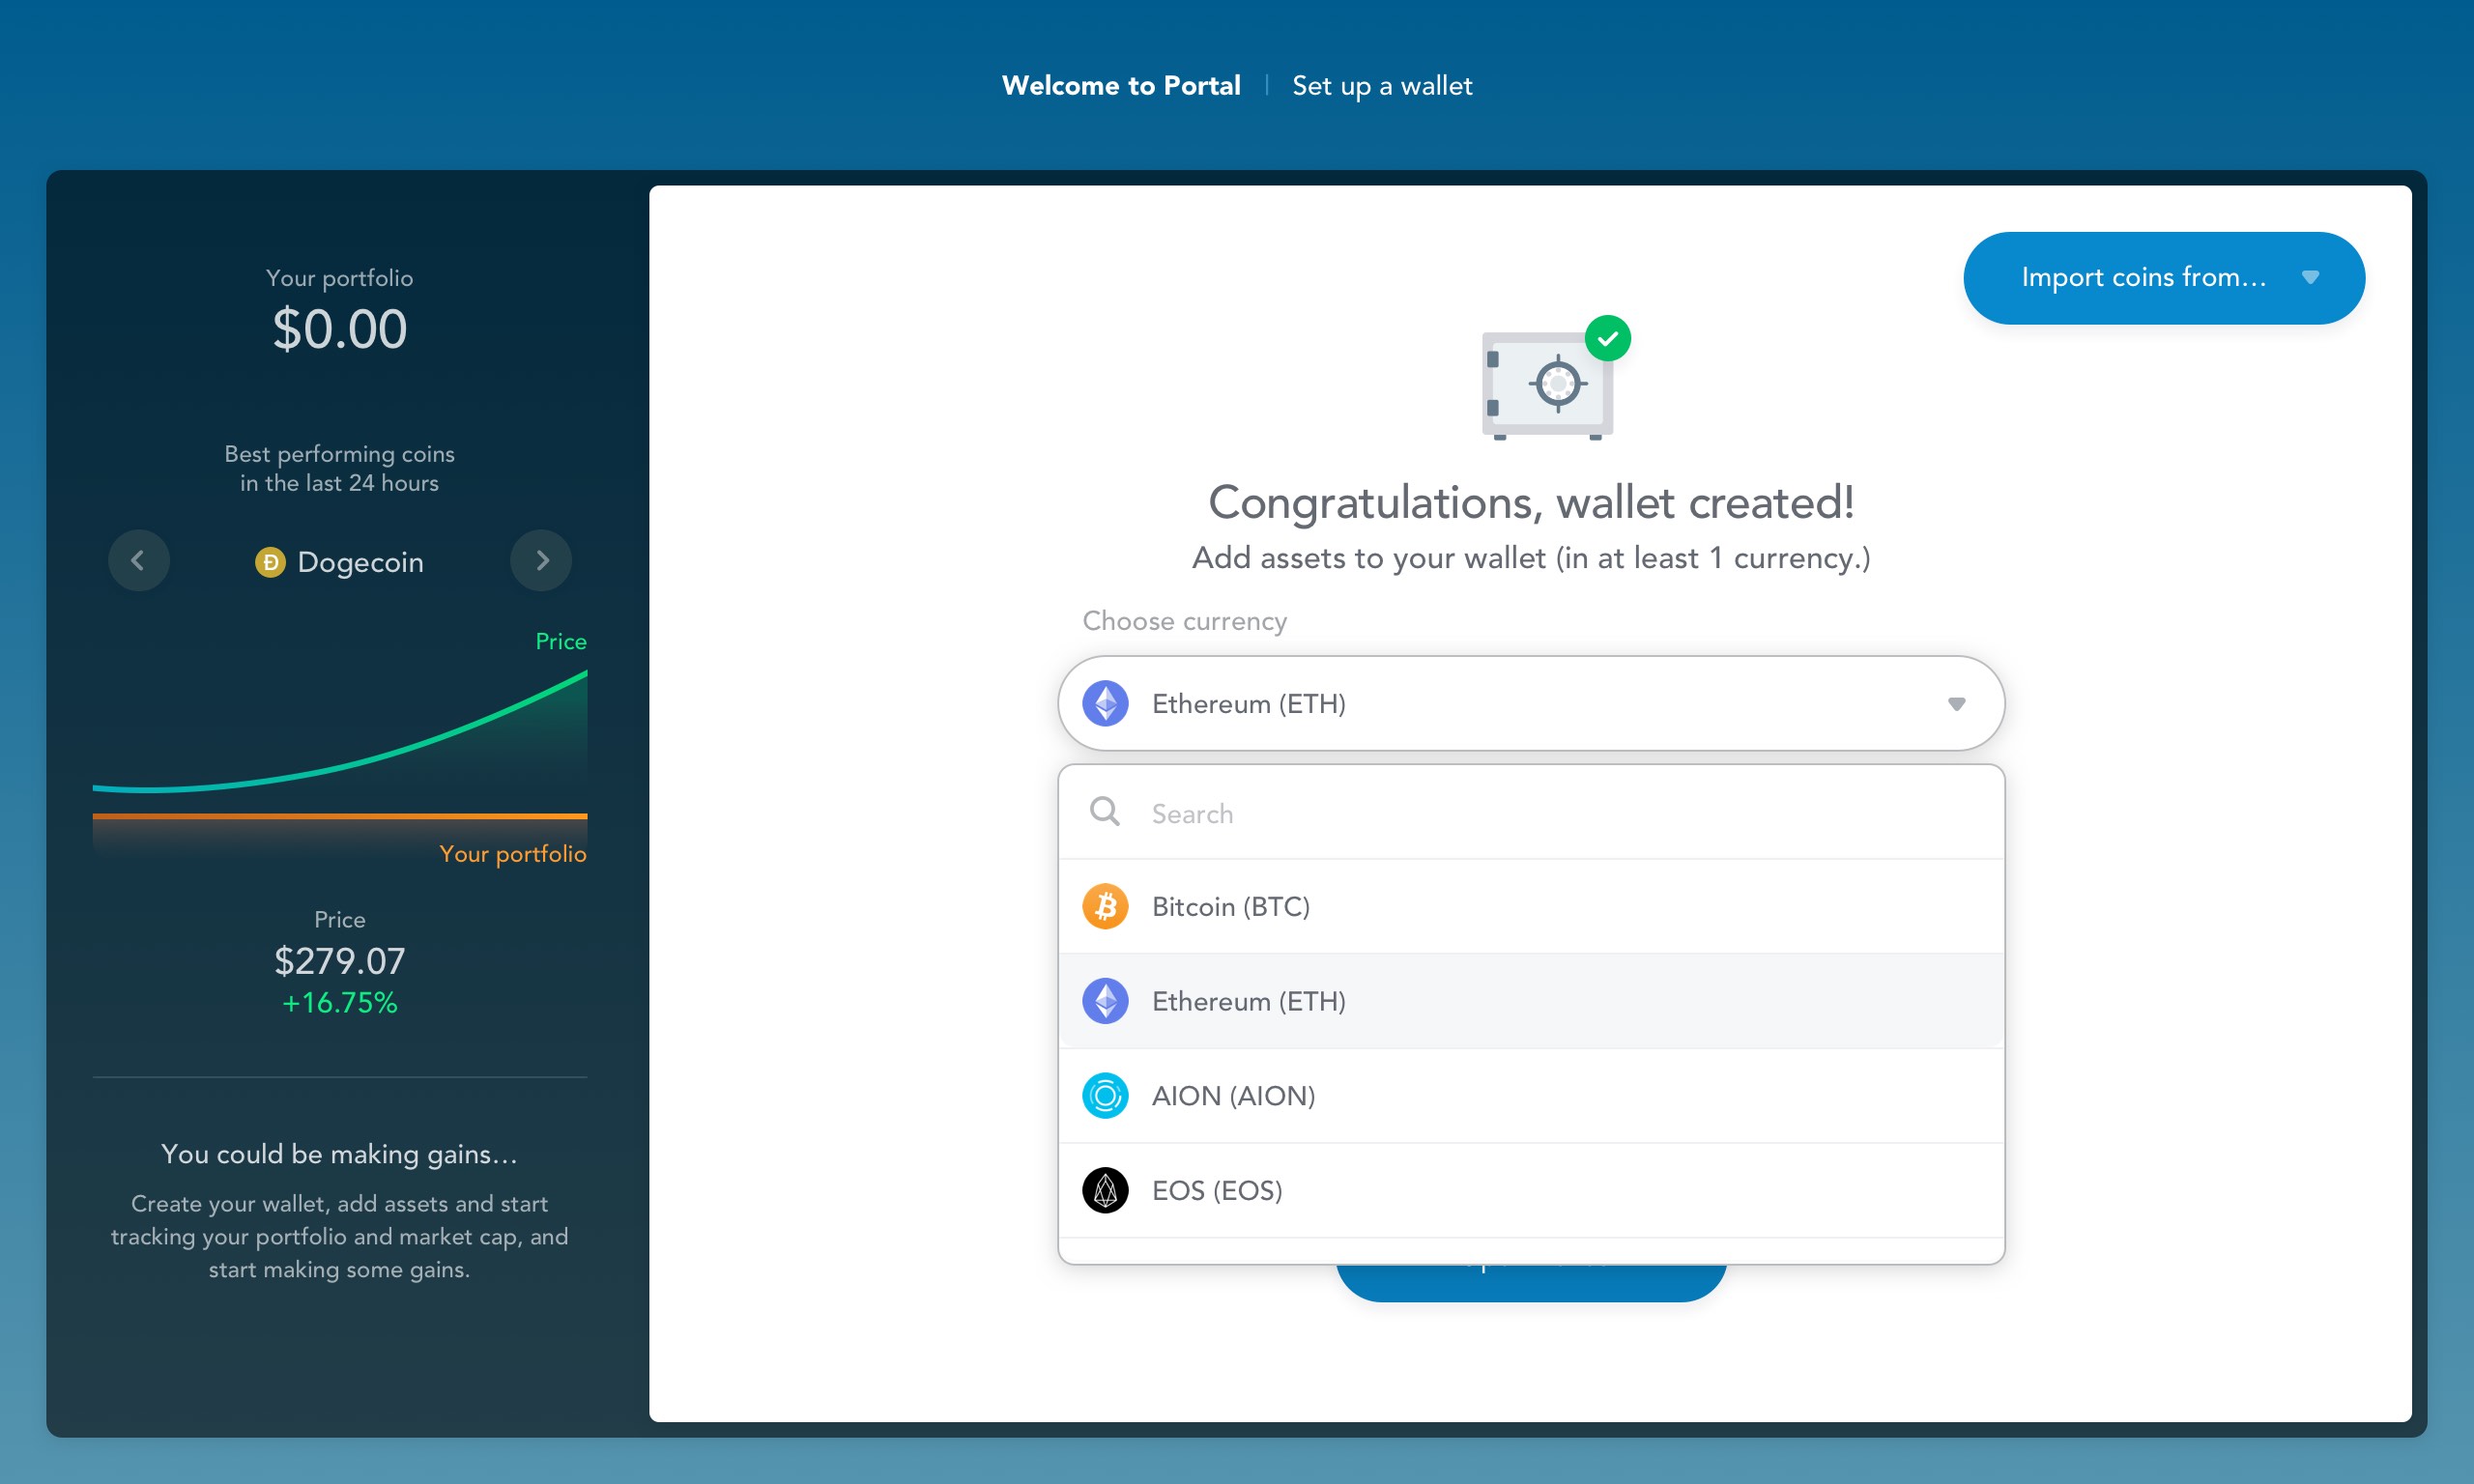 Welcome to Portal | Set up a wallet
Your portfolio
$0.00
Best performing coins
in the last 24 hours
Dogecoin
Price
Your portfolio
Price
$279.07
+16.75%
You could be making gains…
Create your wallet, add assets and start
tracking your portfolio and market cap, and
start making some gains.
Import coins from…
Congratulations, wallet created!
Add assets to your wallet (in at least 1 currency.)
Choose currency
Ethereum (ETH)
Search
Bitcoin (BTC)
Ethereum (ETH)
AION (AION)
EOS (EOS)